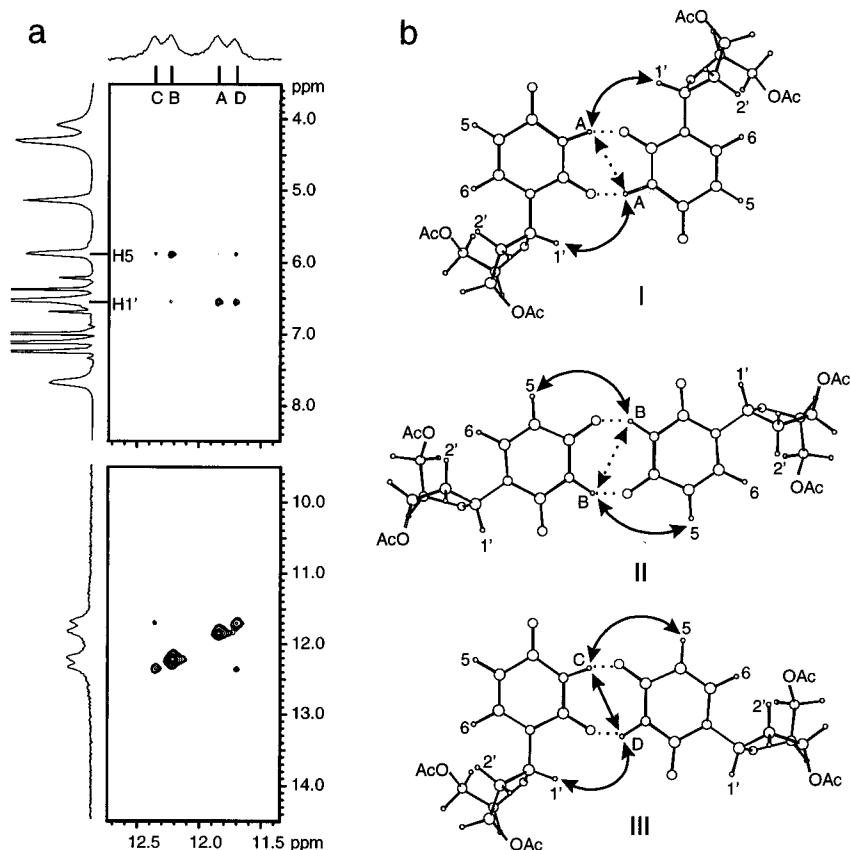 a
C B A D
ppm
4.0
5.0
H5
6.0
H1'
7.0
8.0
10.0
11.0
12.0
13.0
14.0
12.5 12.0 11.5 ppm
b
AcO
1'
OAc
2'
A
5
6
6
A
5
2'
AcO
1'
OAc
I
5
B
1'
OAc
6
AcO
2'
2'
6
OAc
AcO
B
5
1'
II
5
C
5
6
OAc
2'
6
D
2'
AcO
1'
1'
OAc
OAc
III